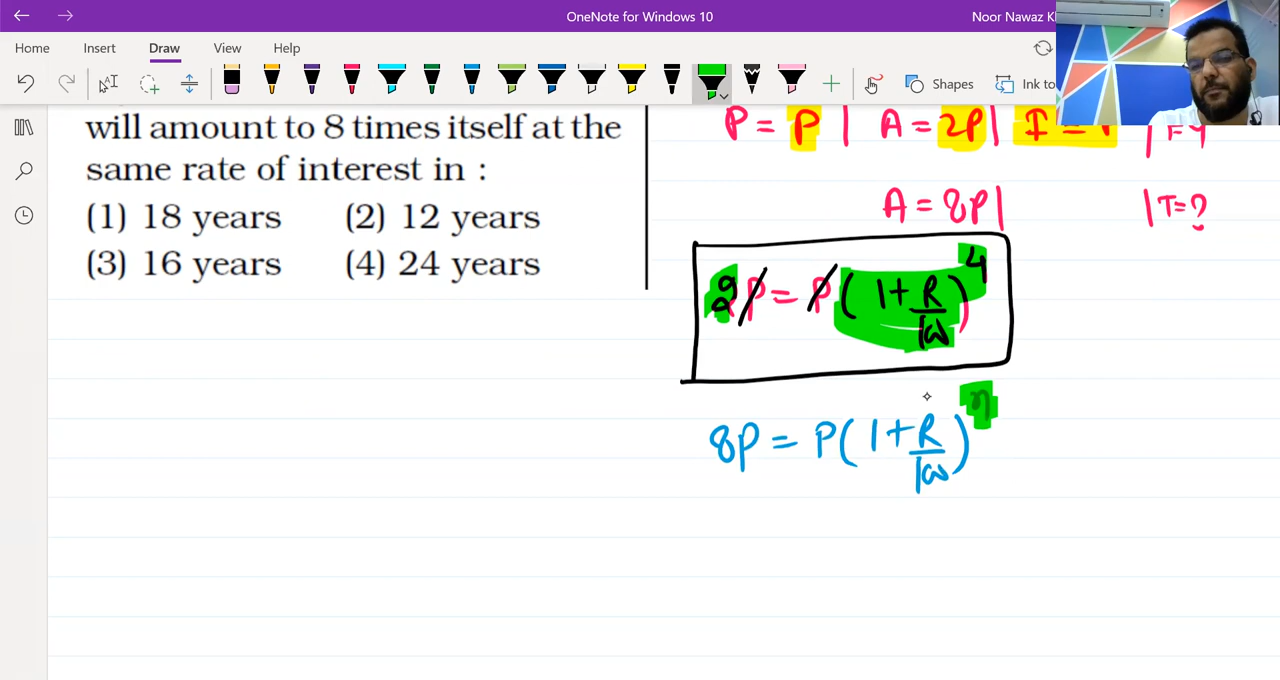 OneNote for Windows 10
Noor Nawaz
Home Insert Draw View Help
Shapes
Ink to
will amount to 8 times itself at the
same rate of interest in :
(1) 18 years (2) 12 years
(3) 16 years (4) 24 years
P = P | A = 2P | I =
A = 8P | | T = ?
2P = P ( 1 + R/100 )^4
8P = P ( 1 + R/100 )^n